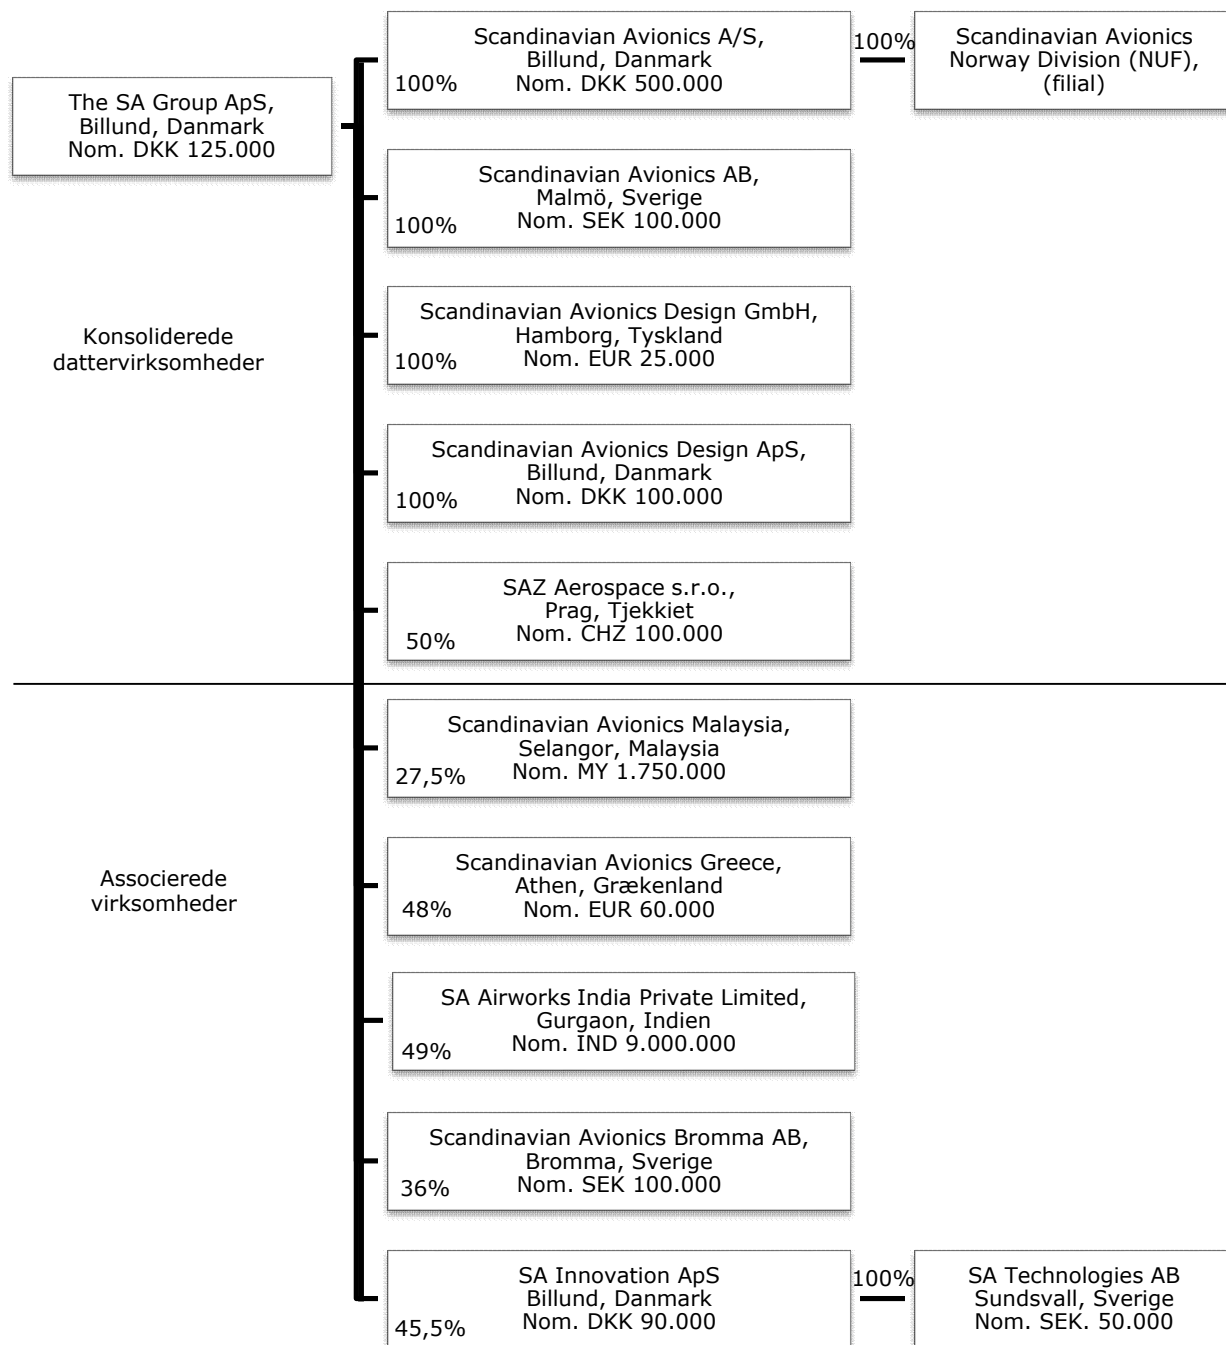 The SA Group ApS,
Billund, Danmark
Nom. DKK 125.000
Scandinavian Avionics A/S,
Billund, Danmark
Nom. DKK 500.000
100%
100%
Scandinavian Avionics
Norway Division (NUF),
(filial)
Scandinavian Avionics AB,
Malmö, Sverige
Nom. SEK 100.000
100%
Konsoliderede
dattervirksomheder
Scandinavian Avionics Design GmbH,
Hamborg, Tyskland
Nom. EUR 25.000
100%
Scandinavian Avionics Design ApS,
Billund, Danmark
Nom. DKK 100.000
100%
SAZ Aerospace s.r.o.,
Prag, Tjekkiet
Nom. CHZ 100.000
50%
Scandinavian Avionics Malaysia,
Selangor, Malaysia
Nom. MY 1.750.000
27,5%
Associerede
virksomheder
Scandinavian Avionics Greece,
Athen, Grækenland
Nom. EUR 60.000
48%
SA Airworks India Private Limited,
Gurgaon, Indien
Nom. IND 9.000.000
49%
Scandinavian Avionics Bromma AB,
Bromma, Sverige
Nom. SEK 100.000
36%
SA Innovation ApS
Billund, Danmark
Nom. DKK 90.000
45,5%
100%
SA Technologies AB
Sundsvall, Sverige
Nom. SEK. 50.000